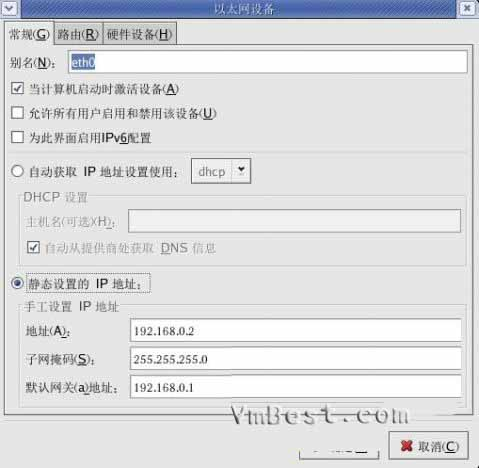 以太网设备
常规(G) 路由(R) 硬件设备(H)
别名(N): eth0
当计算机启动时激活设备(A)
允许所有用户启用和禁用该设备(U)
为此界面启用IPv6配置
自动获取 IP 地址设置使用: dhcp
DHCP 设置
主机名(可选)(H):
自动从提供商处获取 DNS 信息
静态设置的 IP 地址:
手工设置 IP 地址
地址(A): 192.168.0.2
子网掩码(S): 255.255.255.0
默认网关(a)地址: 192.168.0.1
VmBest.com
取消(C)